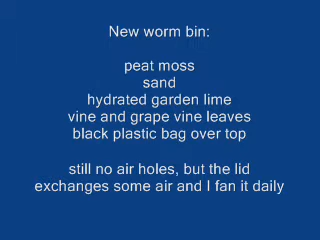 New worm bin:
peat moss
sand
hydrated garden lime
vine and grape vine leaves
black plastic bag over top
still no air holes, but the lid
exchanges some air and I fan it daily